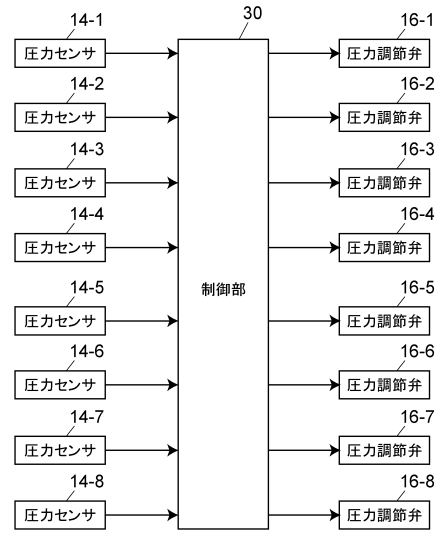 30
14-1
16-1
圧力センサ
圧力調節弁
14-2
16-2
圧力センサ
圧力調節弁
14-3
16-3
圧力センサ
圧力調節弁
14-4
16-4
圧力センサ
圧力調節弁
制御部
14-5
16-5
圧力センサ
圧力調節弁
14-6
16-6
圧力センサ
圧力調節弁
14-7
16-7
圧力センサ
圧力調節弁
14-8
16-8
圧力センサ
圧力調節弁